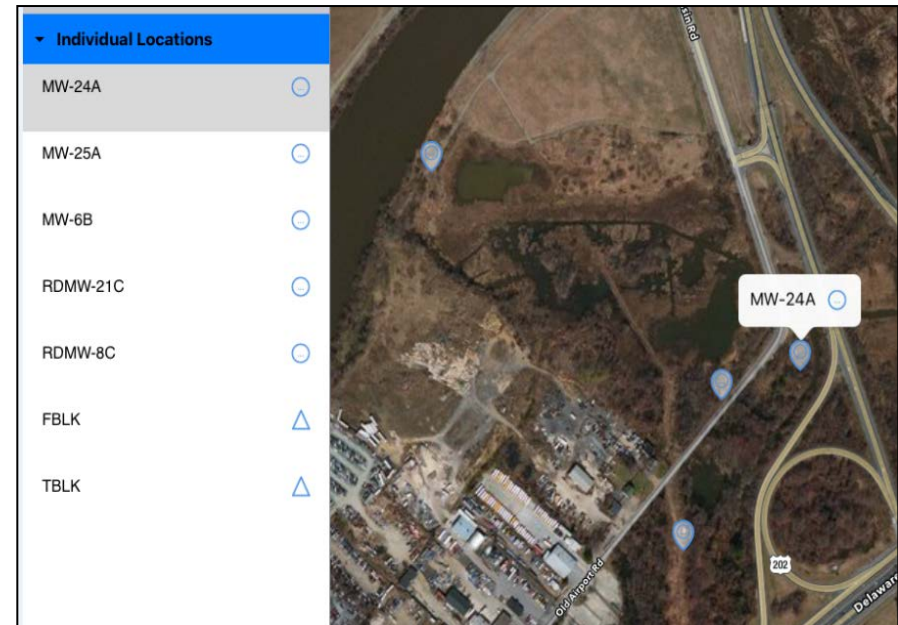 Individual Locations
MW-24A
MW-25A
MW-6B
RDMW-21C
RDMW-8C
FBLK
TBLK
MW-24A
Old Airport Rd
202
Delaware